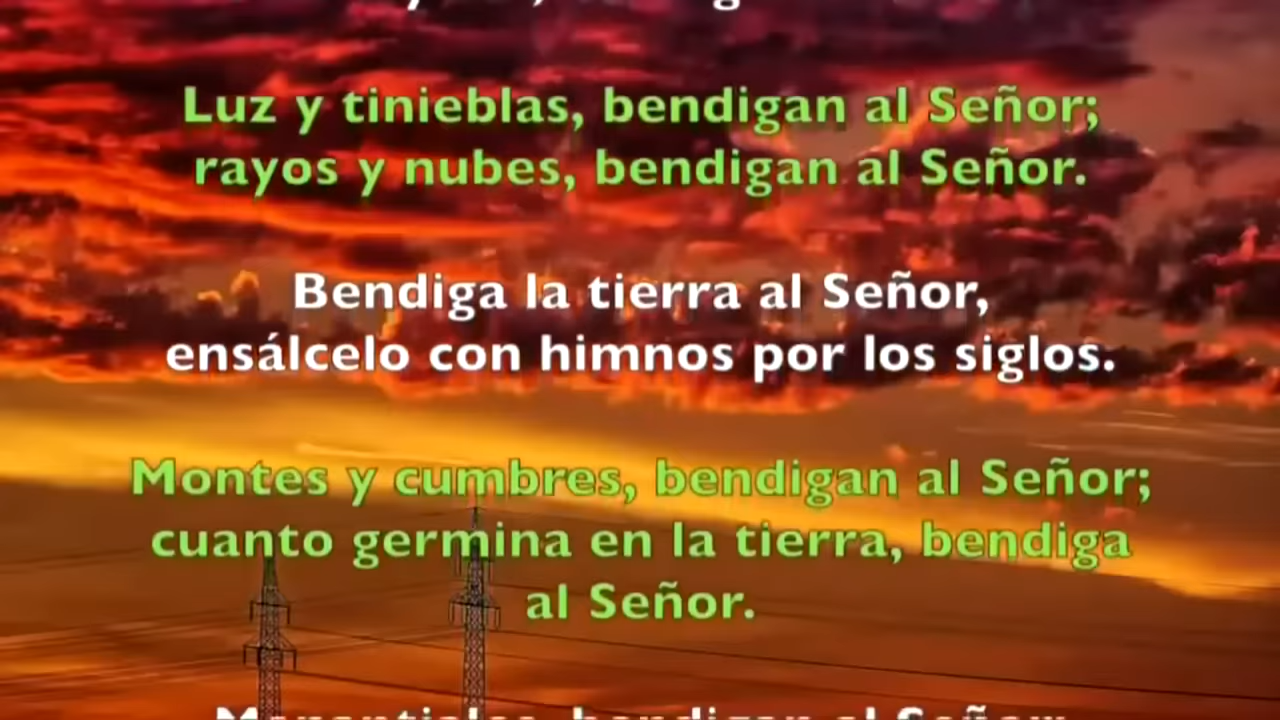 Luz y tinieblas, bendigan al Señor;
rayos y nubes, bendigan al Señor.
Bendiga la tierra al Señor,
ensálcelo con himnos por los siglos.
Montes y cumbres, bendigan al Señor;
cuanto germina en la tierra, bendiga
al Señor.
Manantiales, bendigan al Señor;